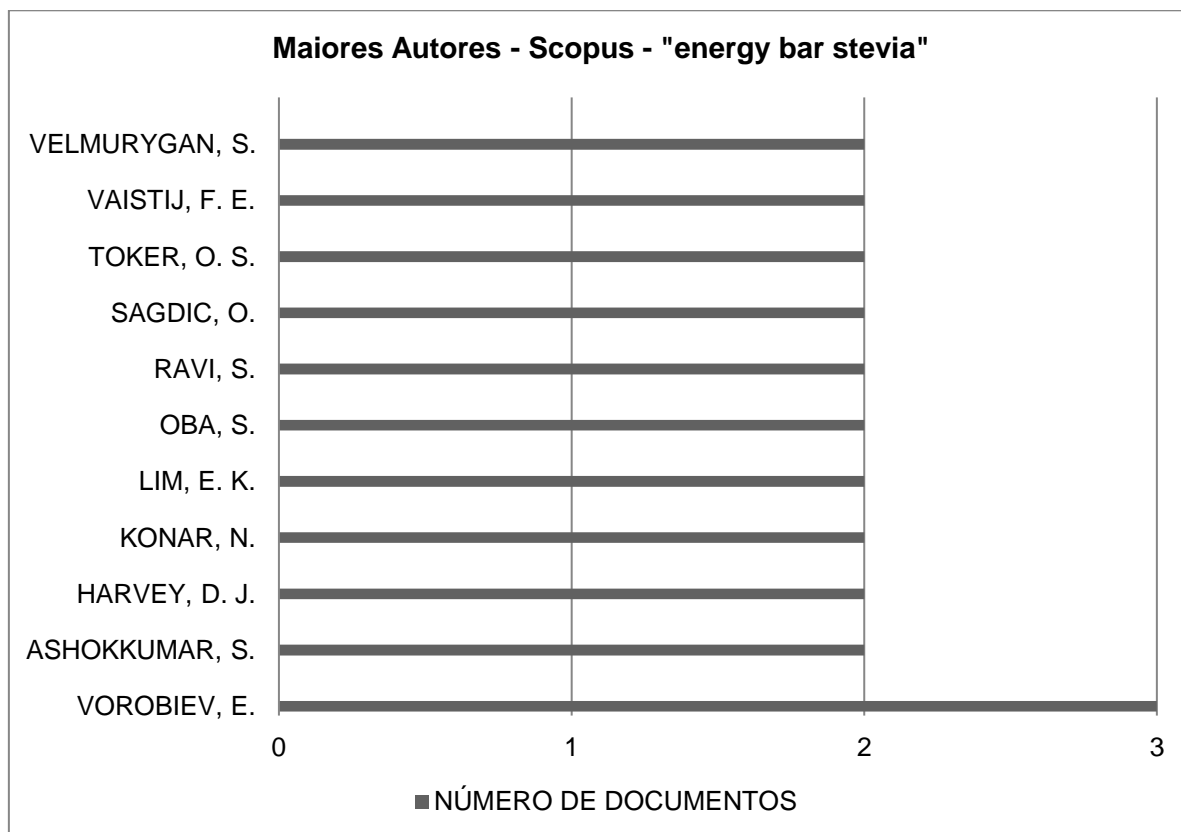 Maiores Autores - Scopus - "energy bar stevia"
VELMURYGAN, S.
VAISTIJ, F. E.
TOKER, O. S.
SAGDIC, O.
RAVI, S.
OBA, S.
LIM, E. K.
KONAR, N.
HARVEY, D. J.
ASHOKKUMAR, S.
VOROBIEV, E.
0 1 2 3
NÚMERO DE DOCUMENTOS